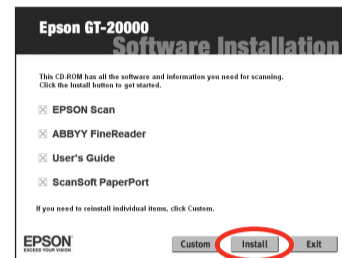 Epson GT-20000
Software Installation
This CD-ROM has all the software and information you need for scanning.
Click the Install button to get started.
EPSON Scan
ABBYY FineReader
User's Guide
ScanSoft PaperPort
If you need to reinstall individual items, click Custom.
EPSON
EXCEED YOUR VISION
Custom
Install
Exit